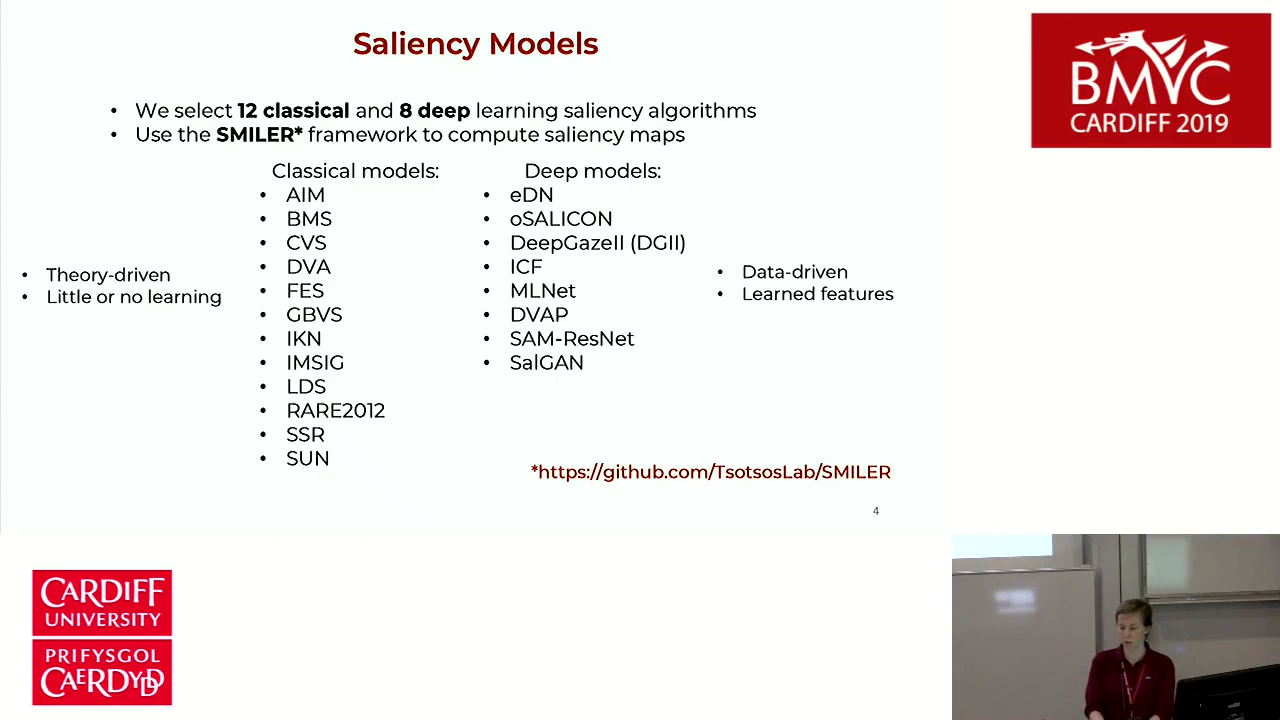 Saliency Models
• We select 12 classical and 8 deep learning saliency algorithms
• Use the SMILER* framework to compute saliency maps
Classical models:
• AIM
• BMS
• CVS
• DVA
• FES
• GBVS
• IKN
• IMSIG
• LDS
• RARE2012
• SSR
• SUN
Deep models:
• eDN
• oSALICON
• DeepGazeII (DGII)
• ICF
• MLNet
• DVAP
• SAM-ResNet
• SalGAN
• Theory-driven
• Little or no learning
• Data-driven
• Learned features
*https://github.com/TsotsosLab/SMILER
4
BMVC
CARDIFF 2019
CARDIFF
UNIVERSITY
PRIFYSGOL
CAERDYDD